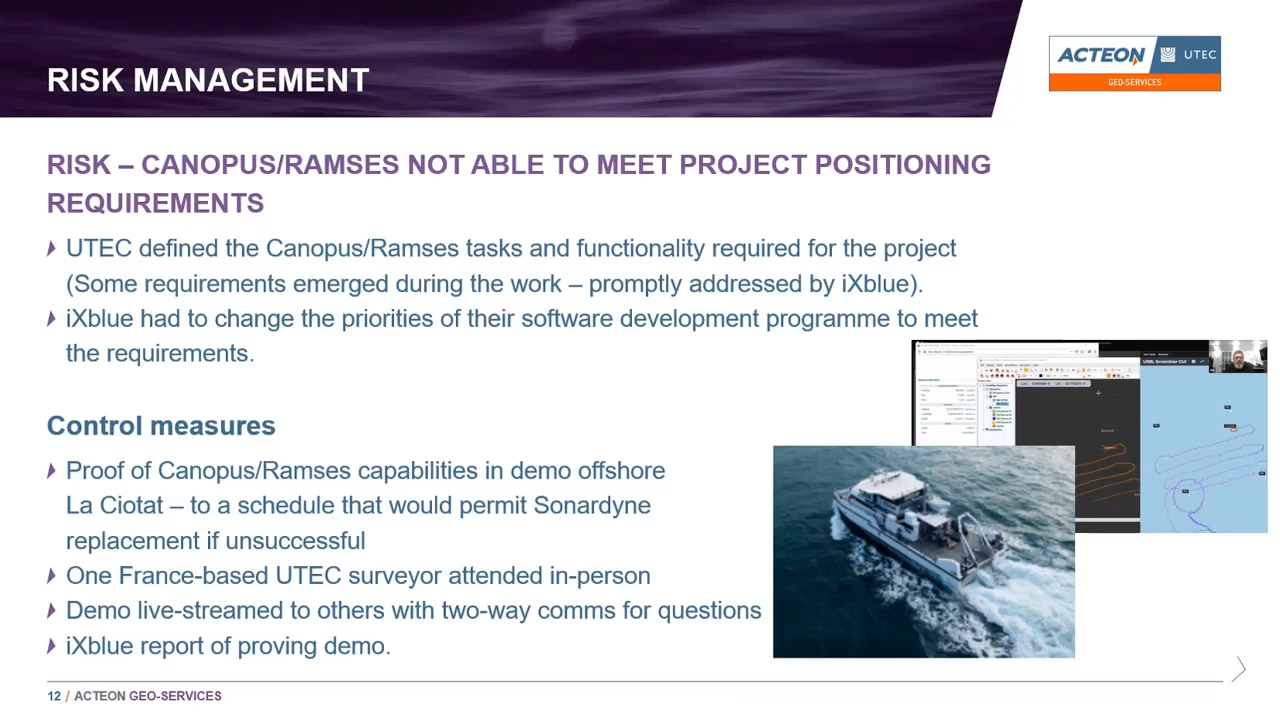 RISK MANAGEMENT
ACTEON
UTEC
GEO-SERVICES
RISK – CANOPUS/RAMSES NOT ABLE TO MEET PROJECT POSITIONING
REQUIREMENTS
UTEC defined the Canopus/Ramses tasks and functionality required for the project
(Some requirements emerged during the work – promptly addressed by iXblue).
iXblue had to change the priorities of their software development programme to meet
the requirements.
Control measures
Proof of Canopus/Ramses capabilities in demo offshore
La Ciotat – to a schedule that would permit Sonardyne
replacement if unsuccessful
One France-based UTEC surveyor attended in-person
Demo live-streamed to others with two-way comms for questions
iXblue report of proving demo.
12 / ACTEON GEO-SERVICES